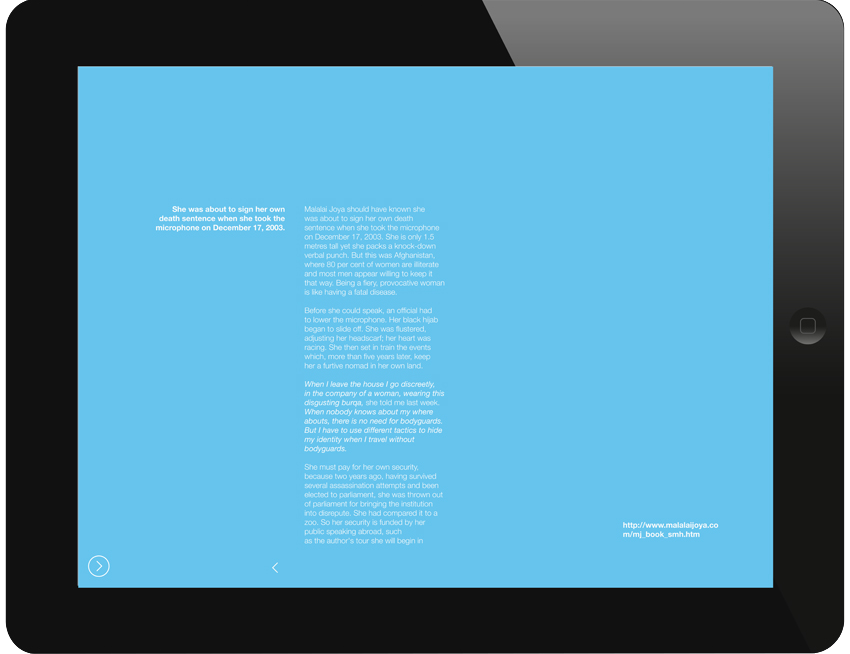 She was about to sign her own
death sentence when she took the
microphone on December 17, 2003.
Malalai Joya should have known she
was about to sign her own death
sentence when she took the microphone
on December 17, 2003. She is only 1.5
metres tall yet she packs a knock-down
verbal punch. But this was Afghanistan,
where 80 per cent of women are illiterate
and most men appear willing to keep it
that way. Being a fiery, provocative woman
is like having a fatal disease.
Before she could speak, an official had
to lower the microphone. Her black hijab
began to slide off. She was flustered,
adjusting her headscarf; her heart was
racing. She then set in train the events
which, more than five years later, keep
her a furtive nomad in her own land.
When I leave the house I go discreetly,
in the company of a woman, wearing this
disgusting burqa, she told me last week.
When nobody knows about my where
abouts, there is no need for bodyguards.
But I have to use different tactics to hide
my identity when I travel without
bodyguards.
She must pay for her own security,
because two years ago, having survived
several assassination attempts and been
elected to parliament, she was thrown out
of parliament for bringing the institution
into disrepute. She had compared it to a
zoo. So her security is funded by her
public speaking abroad, such
as the author's tour she will begin in
http://www.malalaijoya.co
m/mj_book_smh.htm